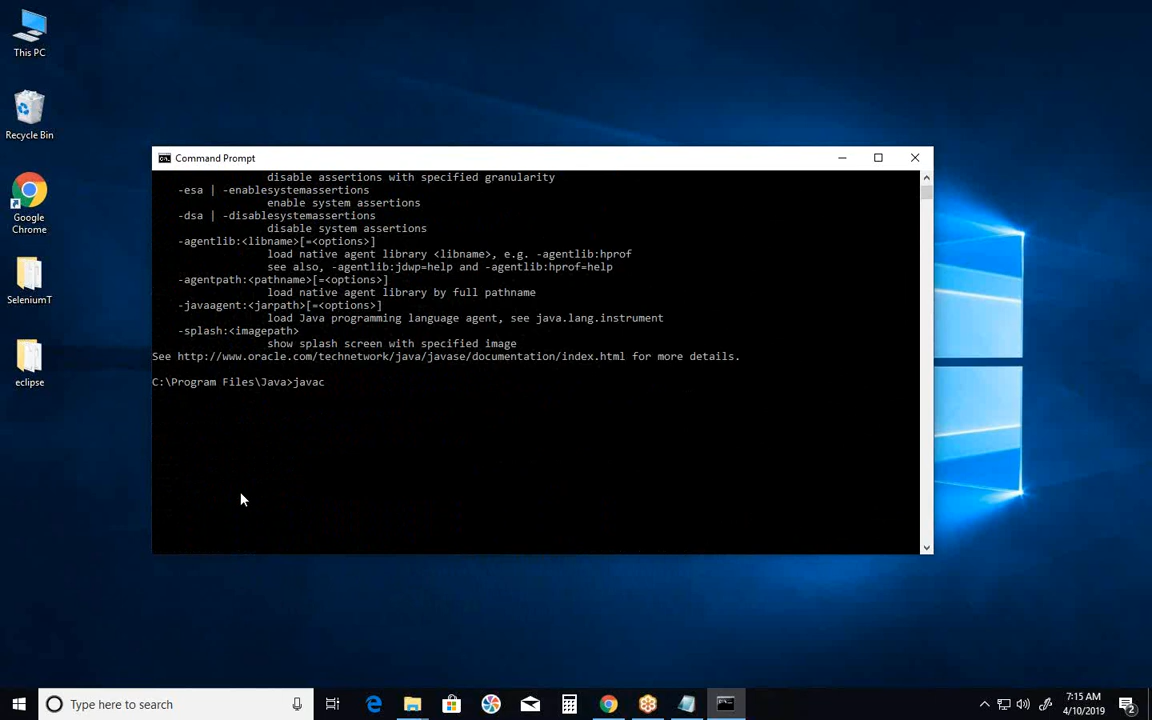 This PC
Recycle Bin
Google
Chrome
SeleniumT
eclipse
Command Prompt
disable assertions with specified granularity
-esa | -enablesystemassertions
enable system assertions
-dsa | -disablesystemassertions
disable system assertions
-agentlib:<libname>[=<options>]
load native agent library <libname>, e.g. -agentlib:hprof
see also, -agentlib:jdwp=help and -agentlib:hprof=help
-agentpath:<pathname>[=<options>]
load native agent library by full pathname
-javaagent:<jarpath>[=<options>]
load Java programming language agent, see java.lang.instrument
-splash:<imagepath>
show splash screen with specified image
See http://www.oracle.com/technetwork/java/javase/documentation/index.html for more details.
C:\Program Files\Java>javac
Type here to search
7:15 AM
4/10/2019
2